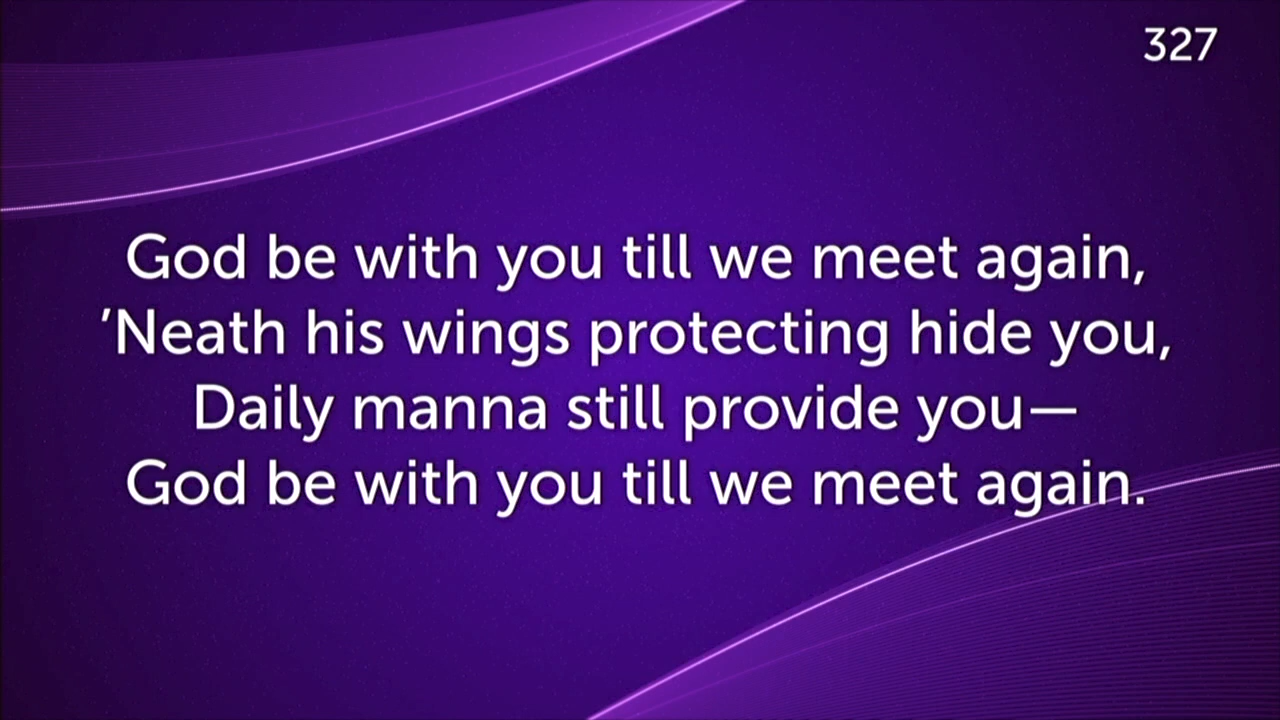 327
God be with you till we meet again,
’Neath his wings protecting hide you,
Daily manna still provide you—
God be with you till we meet again.